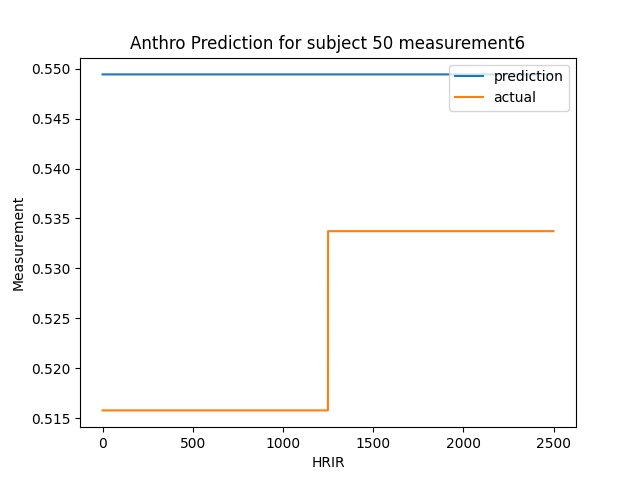 Anthro Prediction for subject 50 measurement6
0.550
0.545
0.540
0.535
0.530
0.525
0.520
0.515
Measurement
prediction
actual
0
500
1000
1500
2000
2500
HRIR